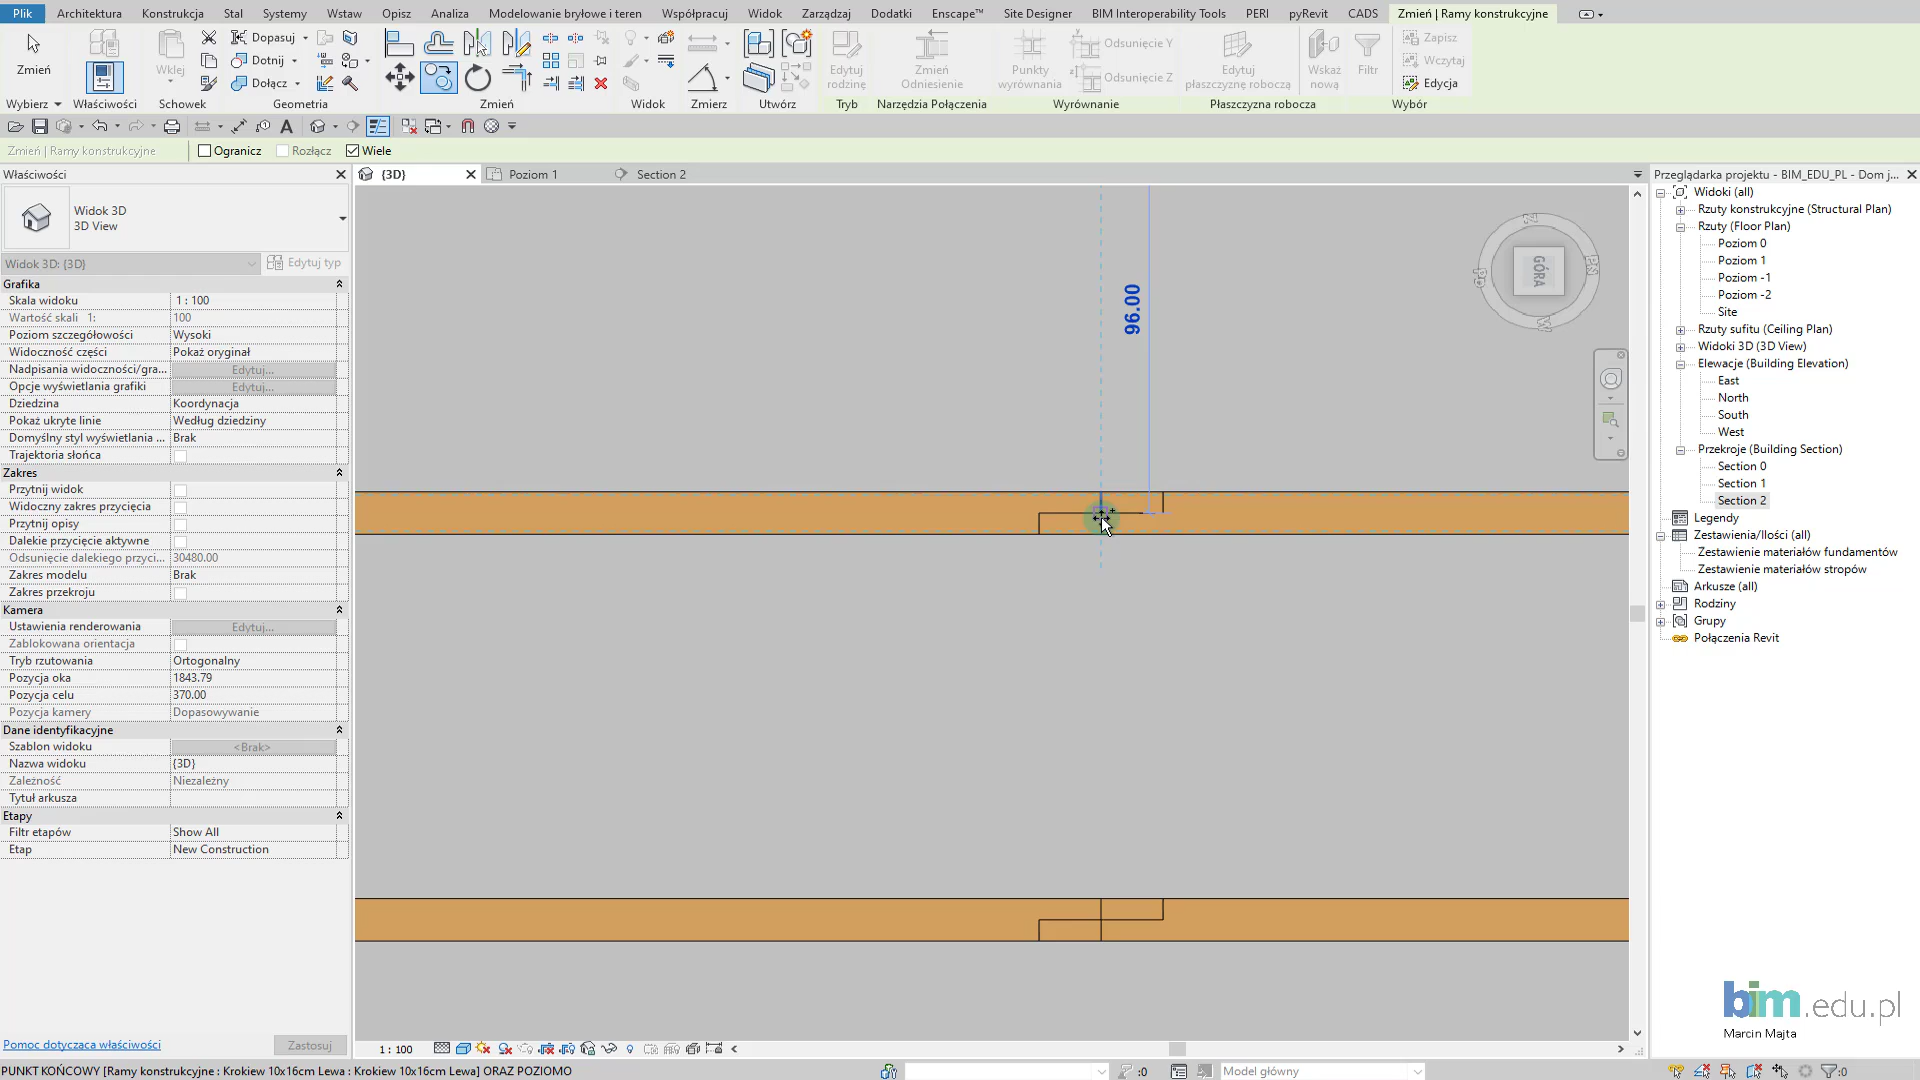 Plik Architektura Konstrukcja Stal Systemy Wstaw Opisz Analiza Modelowanie bryłowe i teren Współpracuj Widok Zarządzaj Dodatki Enscape™ Site Designer BIM Interoperability Tools PERI pyRevit CADS Zmień | Ramy konstrukcyjne
Zmień
Wklej
Dopasuj
Dotnij
Dołącz
Edytuj rodzinę
Zmień Odniesienie
Punkty wyrównania
Odsunięcie Y
Odsunięcie Z
Edytuj płaszczyznę roboczą
Wskaż nową
Filtr
Zapisz
Wczytaj
Edycja
Wybierz Właściwości Schowek Geometria Zmień Widok Zmierz Utwórz Tryb Narzędzia Połączenia Wyrównanie Płaszczyzna robocza Wybór
Zmień | Ramy konstrukcyjne Ogranicz Rozłącz Wiele
Właściwości
{3D} Poziom 1 Section 2
Widok 3D
3D View
Widok 3D: {3D} Edytuj typ
Grafika
Skala widoku 1 : 100
Wartość skali 1: 100
Poziom szczegółowości Wysoki
Widoczność części Pokaż oryginał
Nadpisania widoczności/gra... Edytuj...
Opcje wyświetlania grafiki Edytuj...
Dziedzina Koordynacja
Pokaż ukryte linie Według dziedziny
Domyślny styl wyświetlania ... Brak
Trajektoria słońca
Zakres
Przytnij widok
Widoczny zakres przycięcia
Przytnij opisy
Dalekie przycięcie aktywne
Odsunięcie dalekiego przyci... 30480.00
Zakres modelu Brak
Zakres przekroju
Kamera
Ustawienia renderowania Edytuj...
Zablokowana orientacja
Tryb rzutowania Ortogonalny
Pozycja oka 1843.79
Pozycja celu 370.00
Pozycja kamery Dopasowywanie
Dane identyfikacyjne
Szablon widoku <Brak>
Nazwa widoku {3D}
Zależność Niezależny
Tytuł arkusza
Etapy
Filtr etapów Show All
Etap New Construction
Pomoc dotycząca właściwości Zastosuj
96.00
GÓRA
Przeglądarka projektu - BIM_EDU_PL - Dom j...
Widoki (all)
Rzuty konstrukcyjne (Structural Plan)
Rzuty (Floor Plan)
Poziom 0
Poziom 1
Poziom -1
Poziom -2
Site
Rzuty sufitu (Ceiling Plan)
Widoki 3D (3D View)
Elewacje (Building Elevation)
East
North
South
West
Przekroje (Building Section)
Section 0
Section 1
Section 2
Legendy
Zestawienia/Ilości (all)
Zestawienie materiałów fundamentów
Zestawienie materiałów stropów
Arkusze (all)
Rodziny
Grupy
Połączenia Revit
bim.edu.pl
Marcin Majta
1 : 100
PUNKT KOŃCOWY [Ramy konstrukcyjne : Krokiew 10x16cm Lewa : Krokiew 10x16cm Lewa] ORAZ POZIOMO :0 Model główny :0